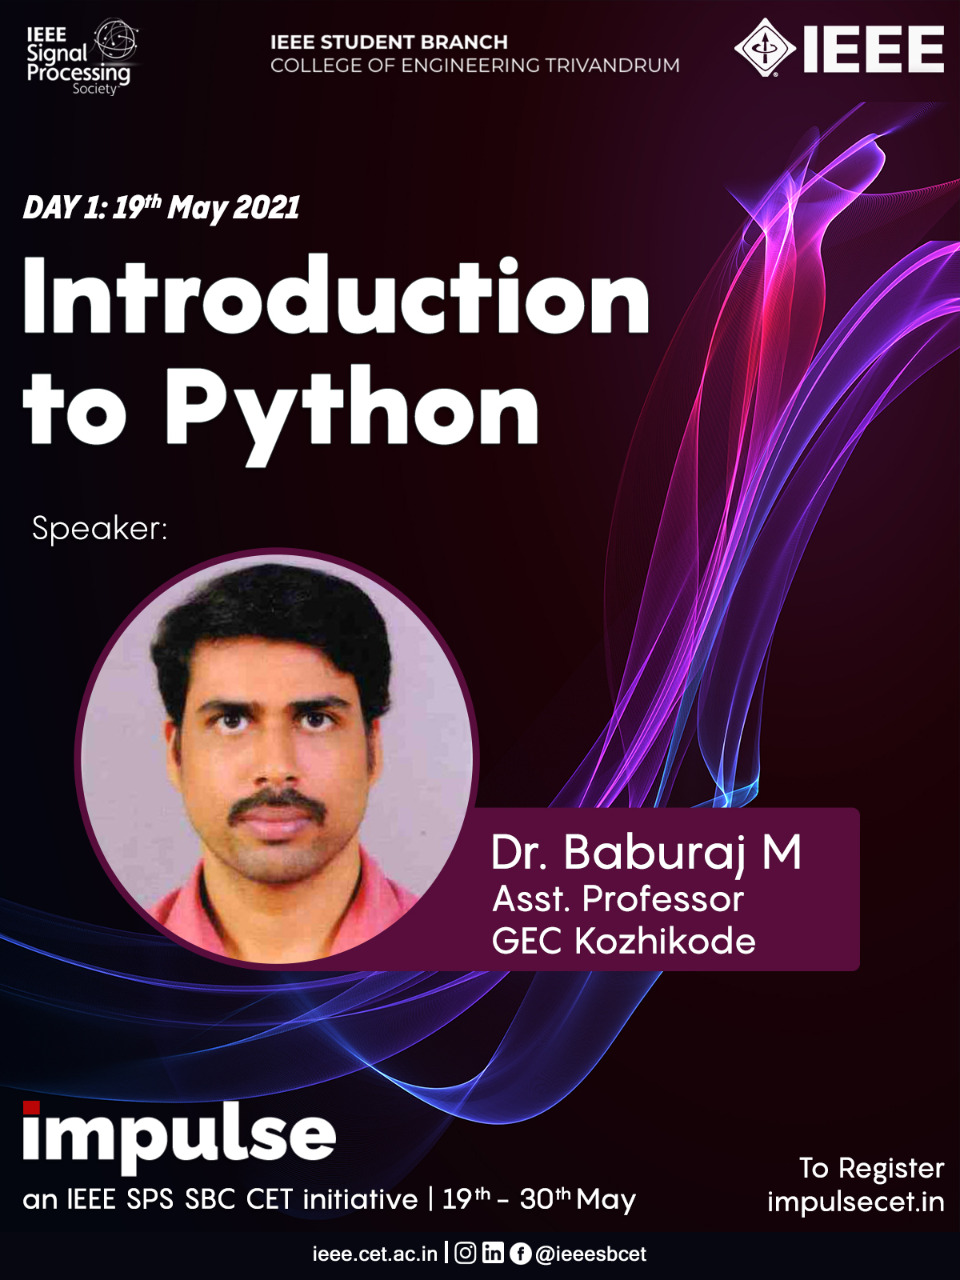 IEEE
Signal
Processing
Society
IEEE STUDENT BRANCH
COLLEGE OF ENGINEERING TRIVANDRUM
IEEE
DAY 1: 19th May 2021
Introduction
to Python
Speaker:
Dr. Baburaj M
Asst. Professor
GEC Kozhikode
impulse
an IEEE SPS SBC CET initiative | 19th - 30th May
To Register
impulsecet.in
ieee.cet.ac.in | @ieeesbcet